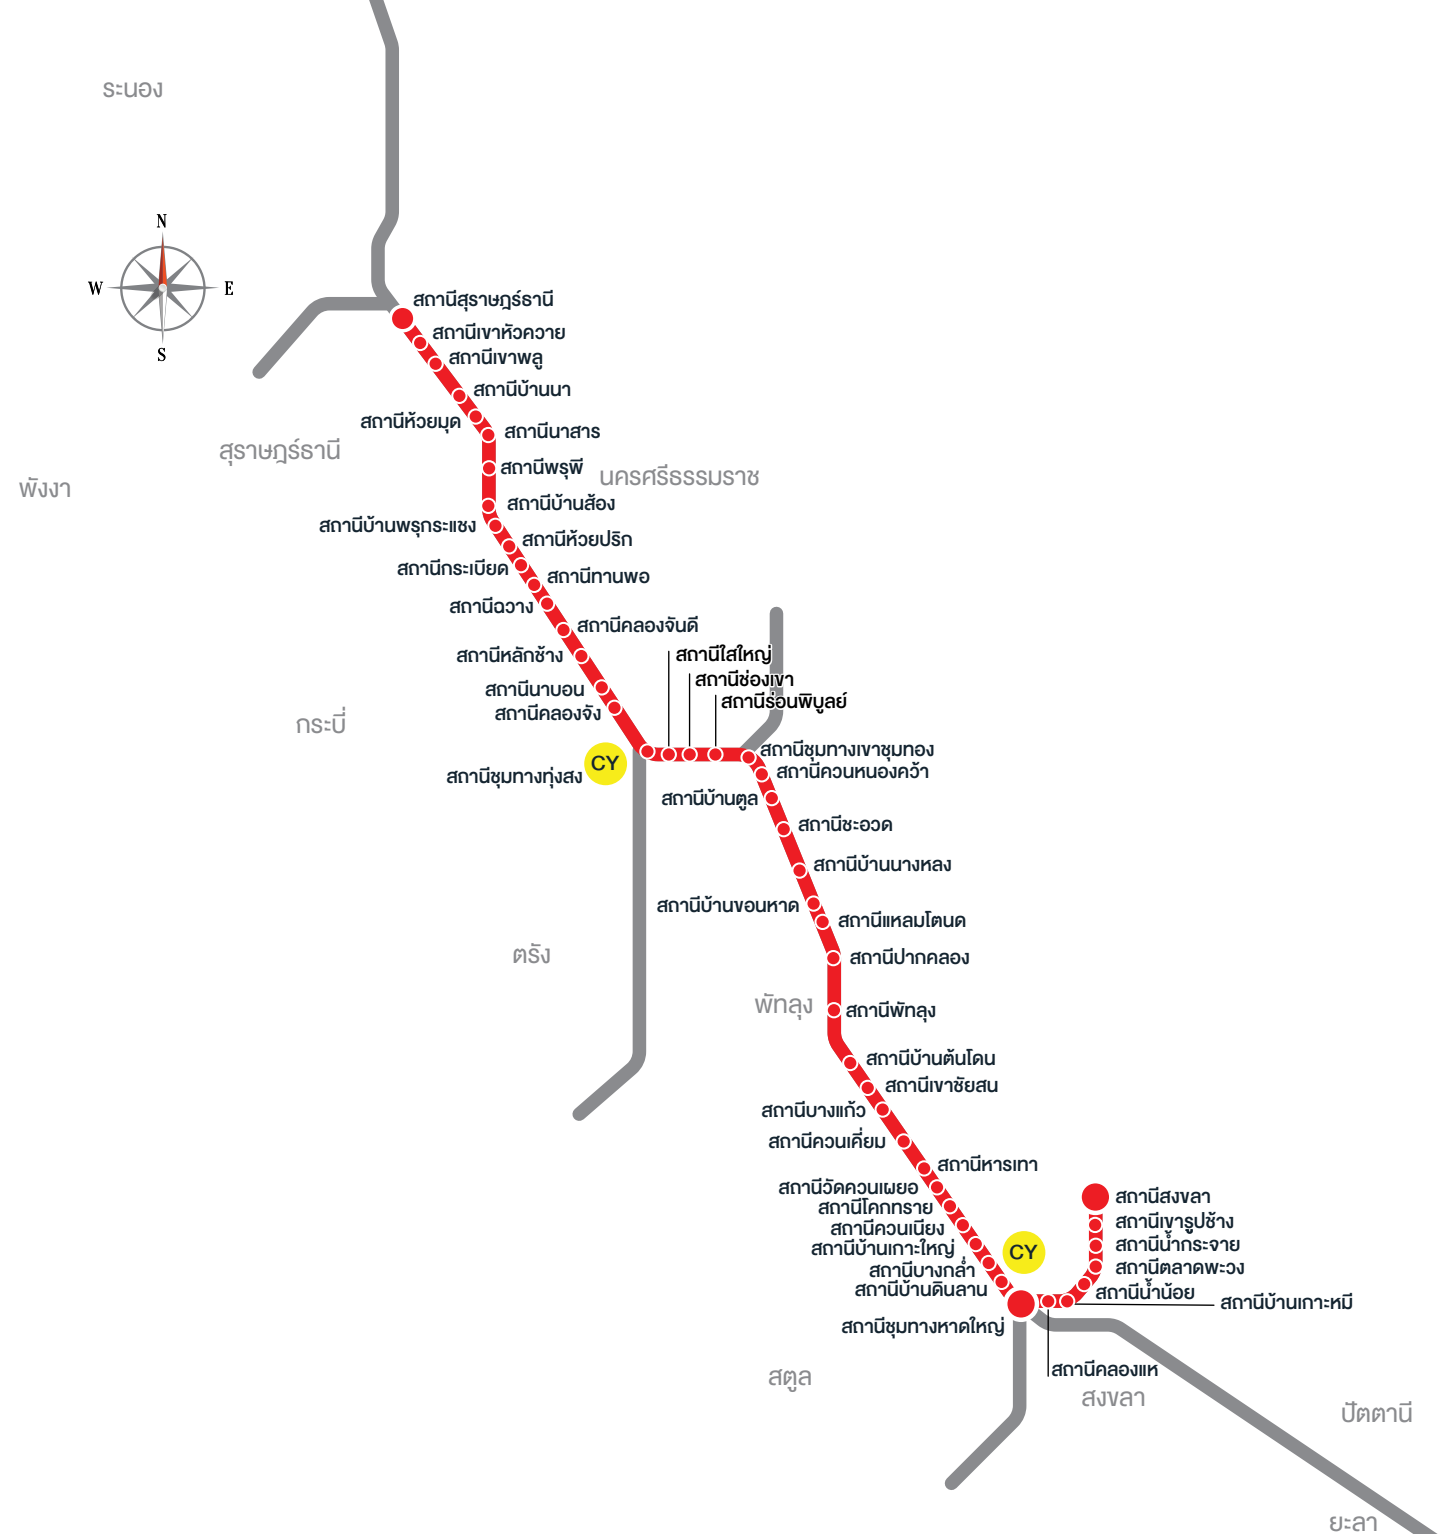 ระนอง
N
W
E
S
สถานีสุราษฎร์ธานี
สถานีเขาหัวควาย
สถานีเขาพลู
สถานีบ้านนา
สถานีห้วยมุด
สถานีนาสาร
สุราษฎร์ธานี
สถานีพรุพี
นครศรีธรรมราช
พังงา
สถานีบ้านส้อง
สถานีบ้านพรุกระแชง
สถานีห้วยปริก
สถานีกระเบียด
สถานีทานพอ
สถานีฉวาง
สถานีคลองจันดี
สถานีหลักช้าง
สถานีใสใหญ่
สถานีช่องเขา
สถานีนาบอน
สถานีร่อนพิบูลย์
สถานีคลองจัง
กระบี่
สถานีชุมทางเขาชุมทอง
CY
สถานีชุมทางทุ่งสง
สถานีควนหนองคว้า
สถานีบ้านตูล
สถานีชะอวด
สถานีบ้านนางหลง
สถานีบ้านขอนหาด
สถานีแหลมโตนด
ตรัง
สถานีปากคลอง
พัทลุง
สถานีพัทลุง
สถานีบ้านต้นโดน
สถานีเขาชัยสน
สถานีบางแก้ว
สถานีควนเคี่ยม
สถานีหารเทา
สถานีวัดควนเผยอ
สถานีสงขลา
สถานีโคกทราย
สถานีเขารูปช้าง
สถานีควนเนียง
สถานีน้ำกระจาย
สถานีบ้านเกาะใหญ่
CY
สถานีตลาดพะวง
สถานีบางกล่ำ
สถานีบ้านดินลาน
สถานีน้ำน้อย
สถานีบ้านเกาะหมี
สถานีชุมทางหาดใหญ่
สถานีคลองแห
สตูล
สงขลา
ปัตตานี
ยะลา